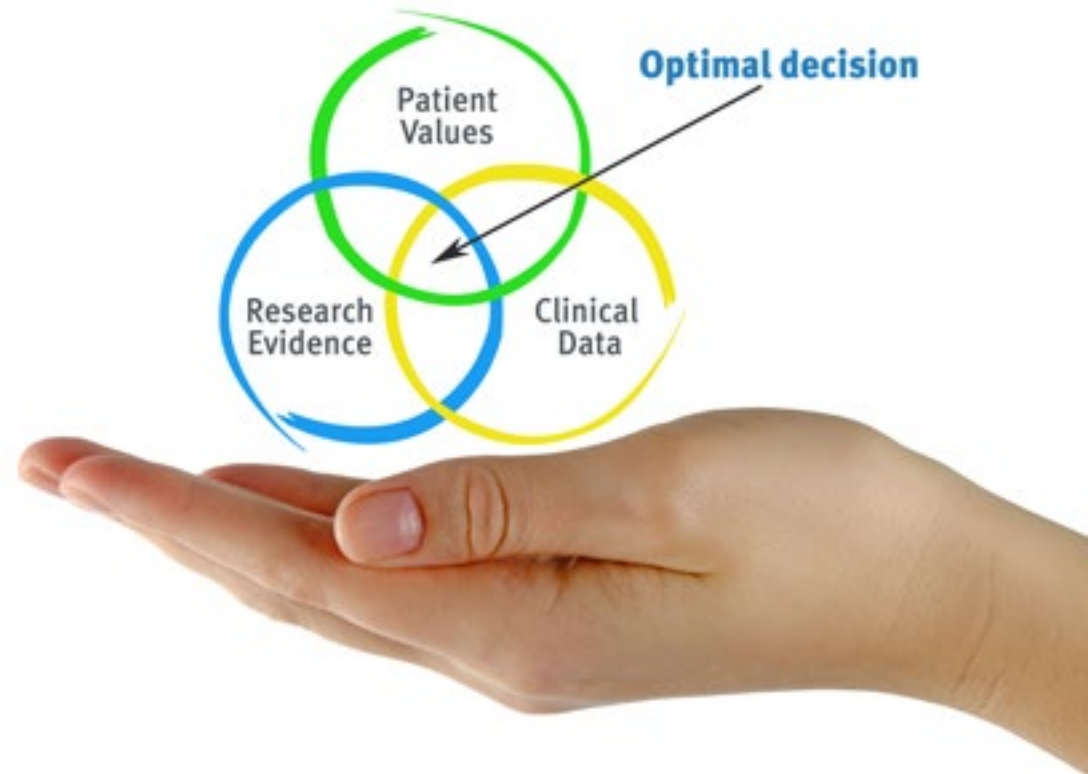 Optimal decision
Patient
Values
Research
Evidence
Clinical
Data